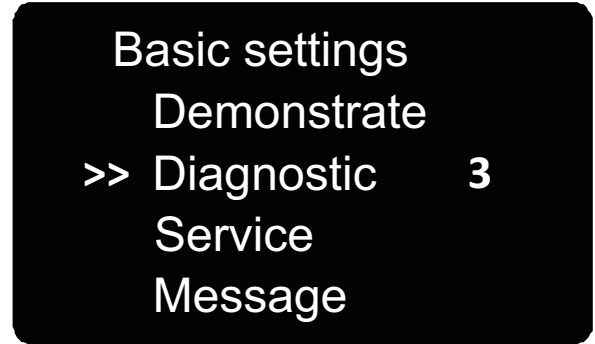 Basic settings
Demonstrate
>> Diagnostic 3
Service
Message